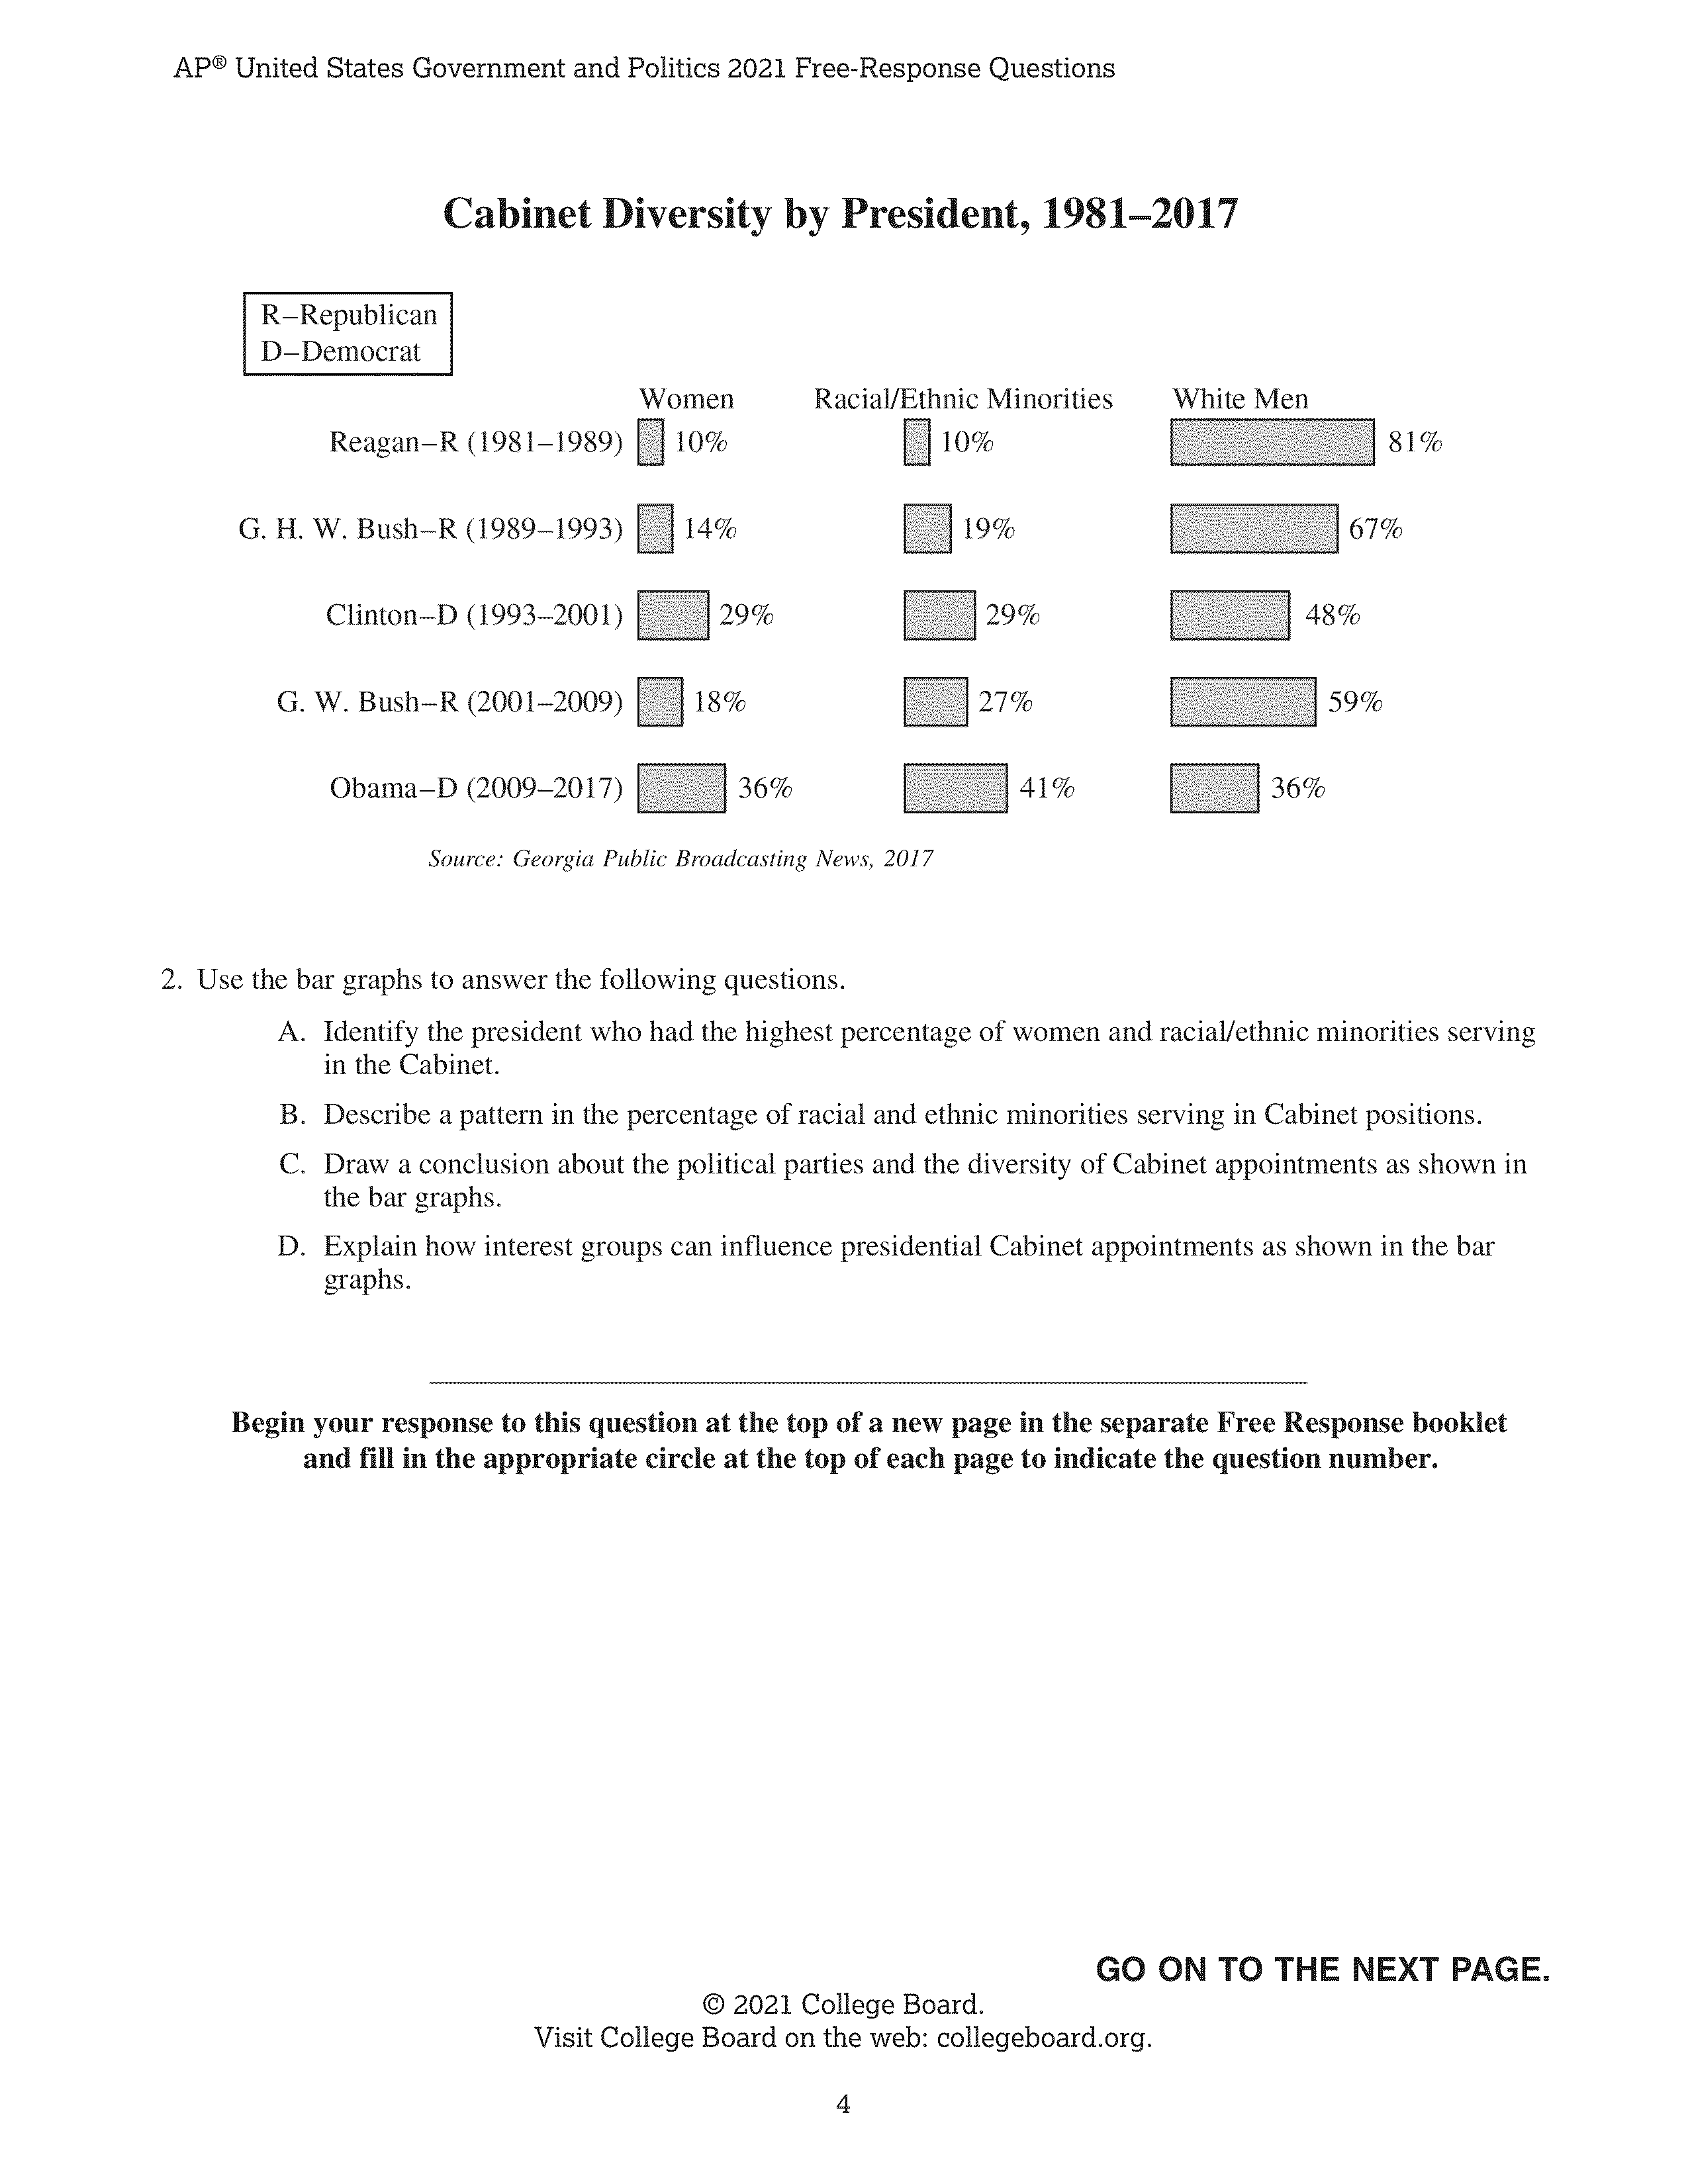 AP® United States Government and Politics 2021 Free-Response Questions
Cabinet Diversity by President, 1981–2017
R–Republican
D–Democrat
Women Racial/Ethnic Minorities White Men
Reagan–R (1981–1989) 10% 10% 81%
G. H. W. Bush–R (1989–1993) 14% 19% 67%
Clinton–D (1993–2001) 29% 29% 48%
G. W. Bush–R (2001–2009) 18% 27% 59%
Obama–D (2009–2017) 36% 41% 36%
Source: Georgia Public Broadcasting News, 2017
2. Use the bar graphs to answer the following questions.
A. Identify the president who had the highest percentage of women and racial/ethnic minorities serving
in the Cabinet.
B. Describe a pattern in the percentage of racial and ethnic minorities serving in Cabinet positions.
C. Draw a conclusion about the political parties and the diversity of Cabinet appointments as shown in
the bar graphs.
D. Explain how interest groups can influence presidential Cabinet appointments as shown in the bar
graphs.
Begin your response to this question at the top of a new page in the separate Free Response booklet
and fill in the appropriate circle at the top of each page to indicate the question number.
GO ON TO THE NEXT PAGE.
© 2021 College Board.
Visit College Board on the web: collegeboard.org.
4